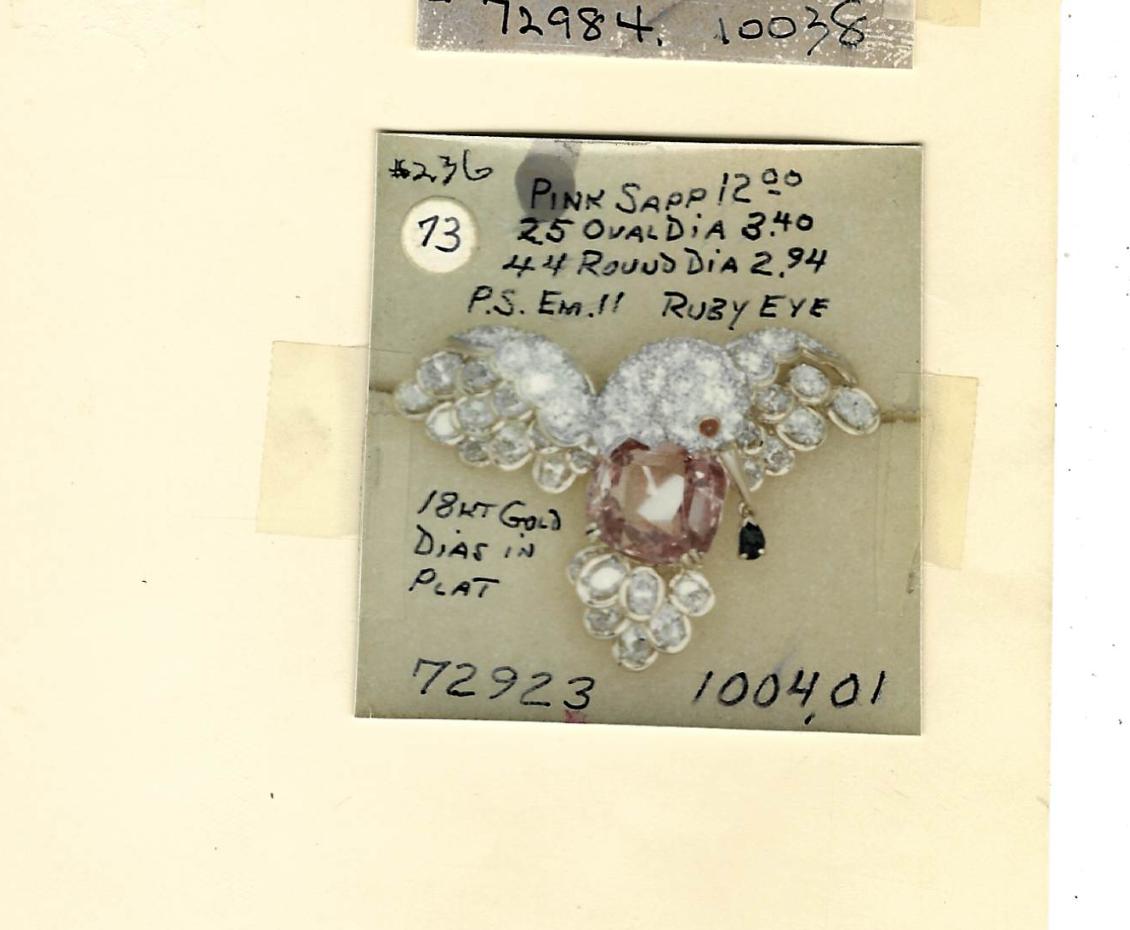 72984. 10038
#236
73
PINK SAPP 12 00
25 OVAL DIA 3.40
44 ROUND DIA 2.94
P.S. EM. 11 RUBY EYE
18KT GOLD
DIAS IN
PLAT
72923 1004,01